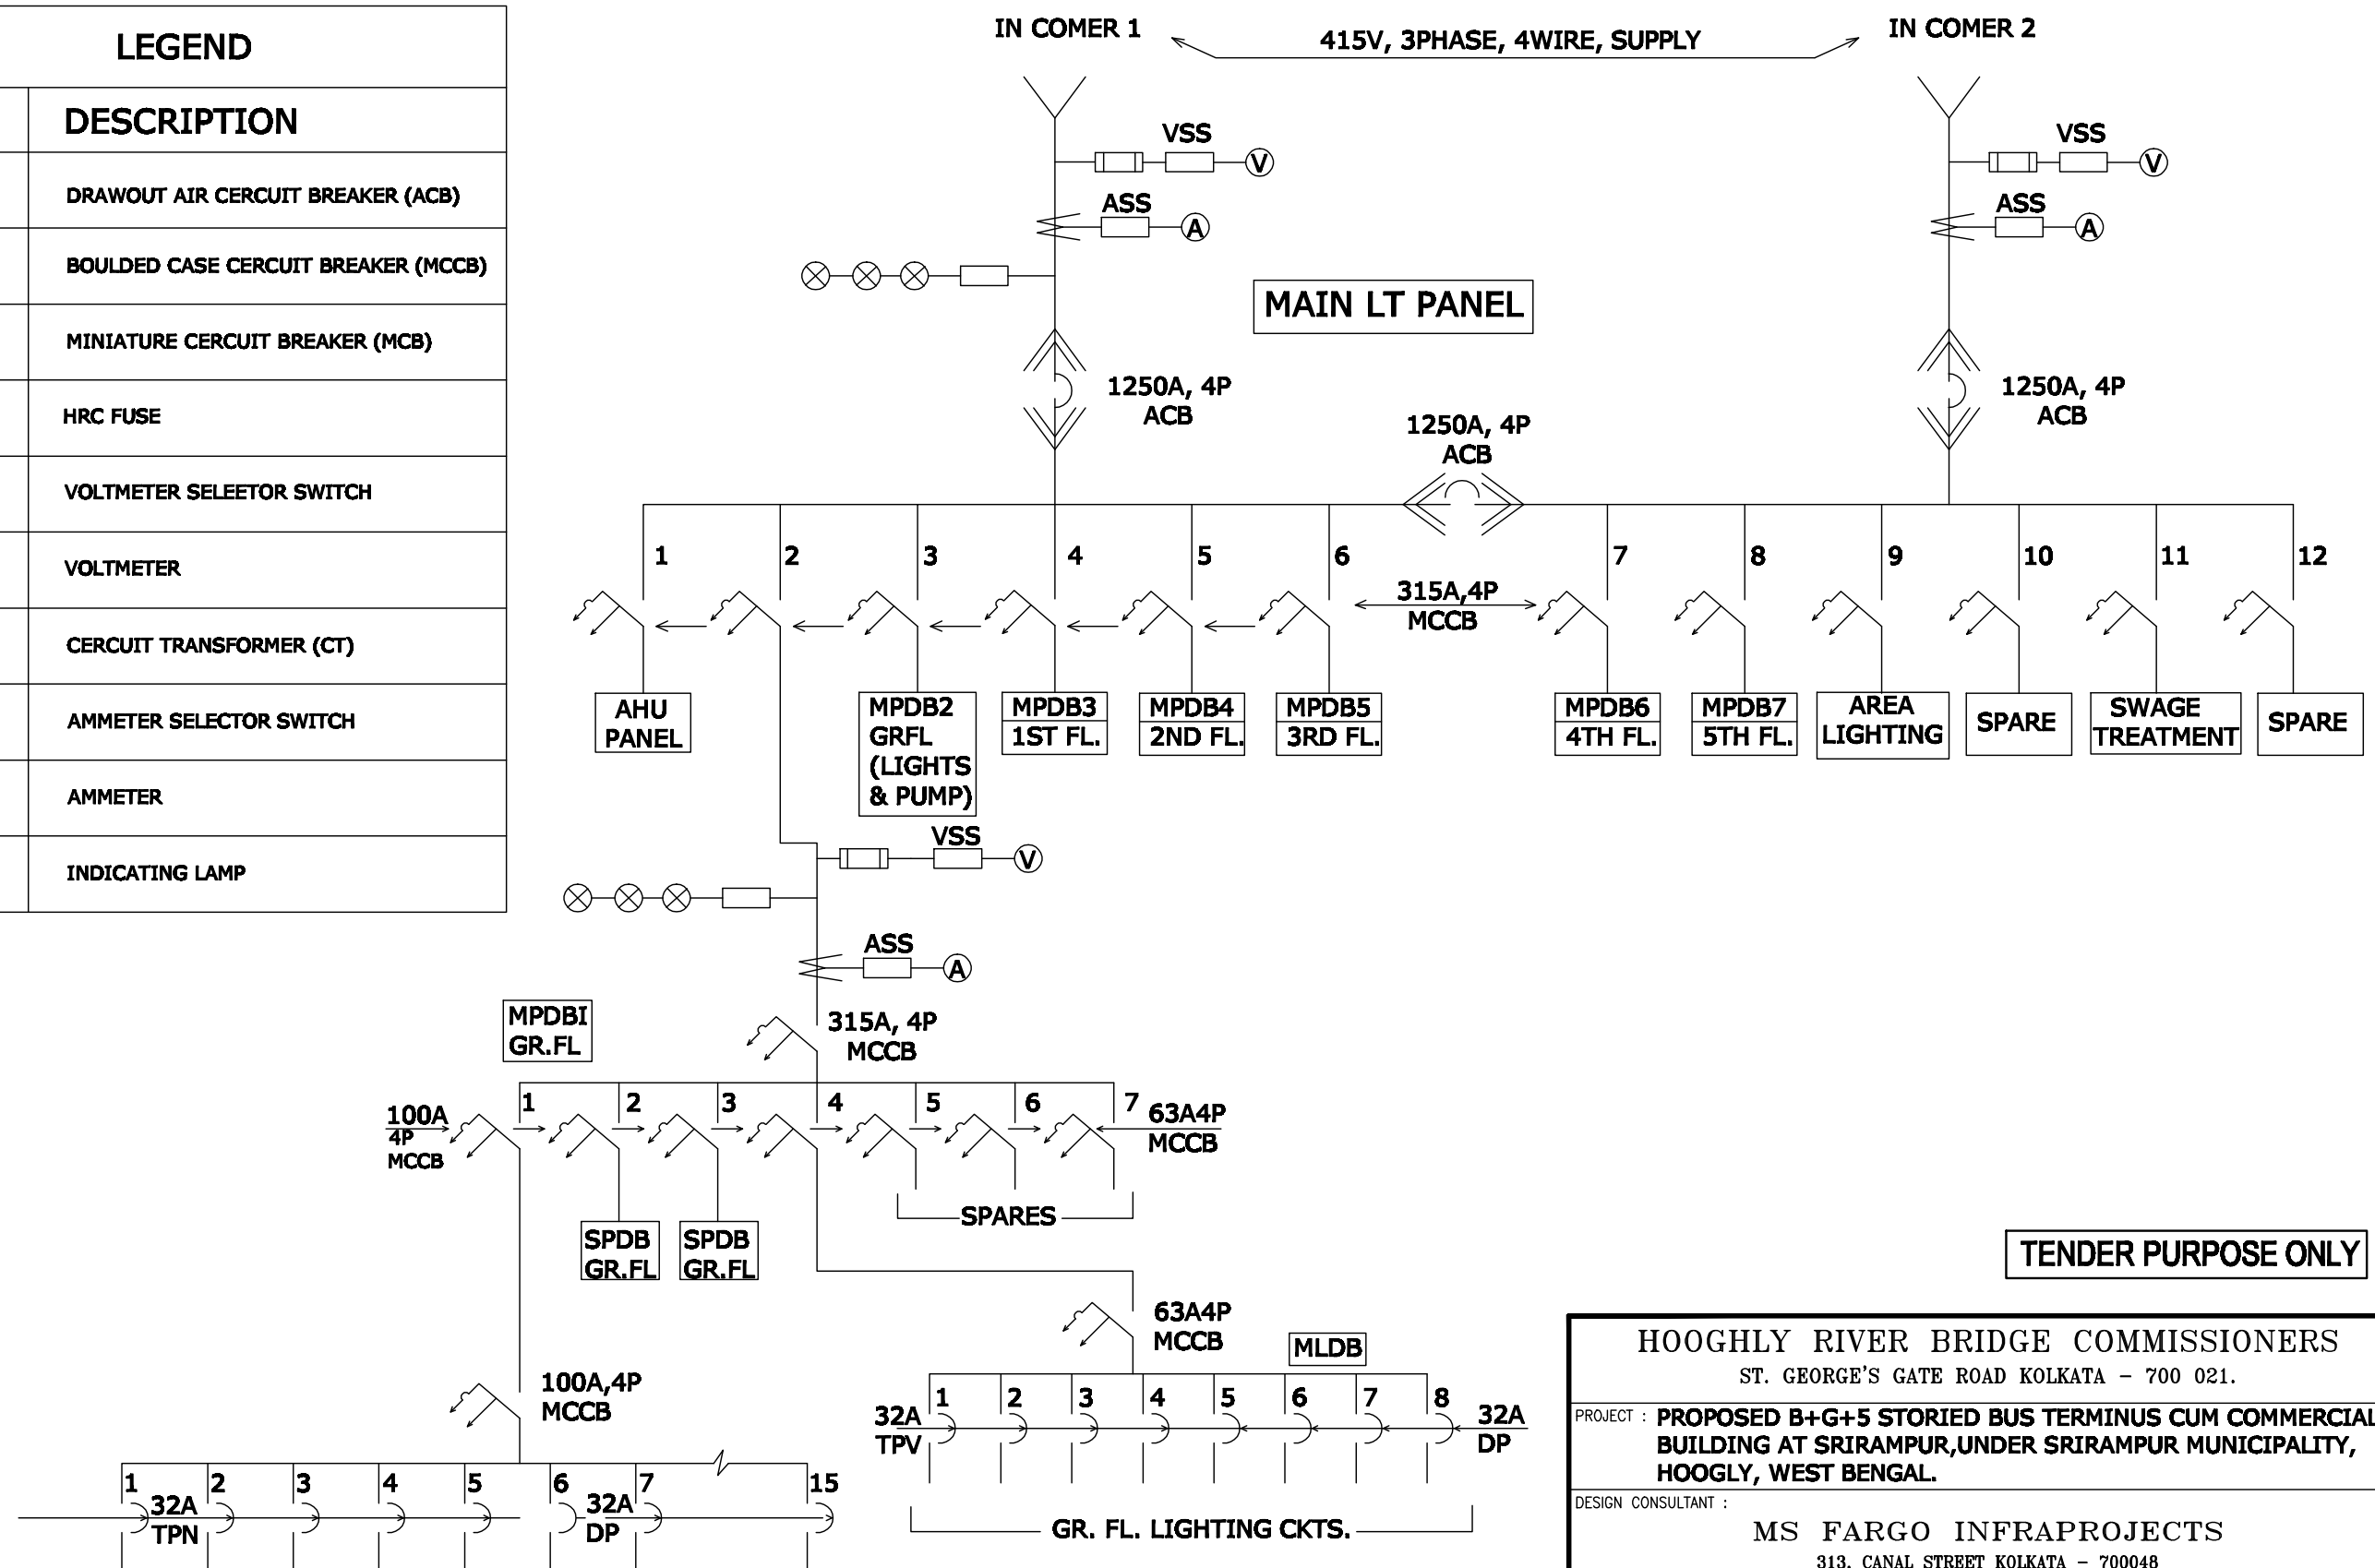 LEGEND
DESCRIPTION
DRAWOUT AIR CERCUIT BREAKER (ACB)
BOULDED CASE CERCUIT BREAKER (MCCB)
MINIATURE CERCUIT BREAKER (MCB)
HRC FUSE
VOLTMETER SELEETOR SWITCH
VOLTMETER
CERCUIT TRANSFORMER (CT)
AMMETER SELECTOR SWITCH
AMMETER
INDICATING LAMP
IN COMER 1
415V, 3PHASE, 4WIRE, SUPPLY
IN COMER 2
VSS
V
ASS
A
VSS
V
ASS
A
MAIN LT PANEL
1250A, 4P
ACB
1250A, 4P
ACB
1250A, 4P
ACB
1 2 3 4 5 6 7 8 9 10 11 12
315A,4P
MCCB
AHU
PANEL
MPDB2
GRFL
(LIGHTS
& PUMP)
MPDB3
1ST FL.
MPDB4
2ND FL.
MPDB5
3RD FL.
MPDB6
4TH FL.
MPDB7
5TH FL.
AREA
LIGHTING
SPARE
SWAGE
TREATMENT
SPARE
VSS
V
ASS
A
MPDBI
GR.FL
315A, 4P
MCCB
100A
4P
MCCB
1 2 3 4 5 6 7
63A4P
MCCB
SPDB
GR.FL
SPDB
GR.FL
SPARES
63A4P
MCCB
MLDB
100A,4P
MCCB
32A
TPV
1 2 3 4 5 6 7 8
32A
DP
GR. FL. LIGHTING CKTS.
1 2 3 4 5 6 7 15
32A
TPN
32A
DP
TENDER PURPOSE ONLY
HOOGHLY RIVER BRIDGE COMMISSIONERS
ST. GEORGE'S GATE ROAD KOLKATA - 700 021.
PROJECT : PROPOSED B+G+5 STORIED BUS TERMINUS CUM COMMERCIAL
BUILDING AT SRIRAMPUR,UNDER SRIRAMPUR MUNICIPALITY,
HOOGLY, WEST BENGAL.
DESIGN CONSULTANT :
MS FARGO INFRAPROJECTS
313, CANAL STREET KOLKATA - 700048